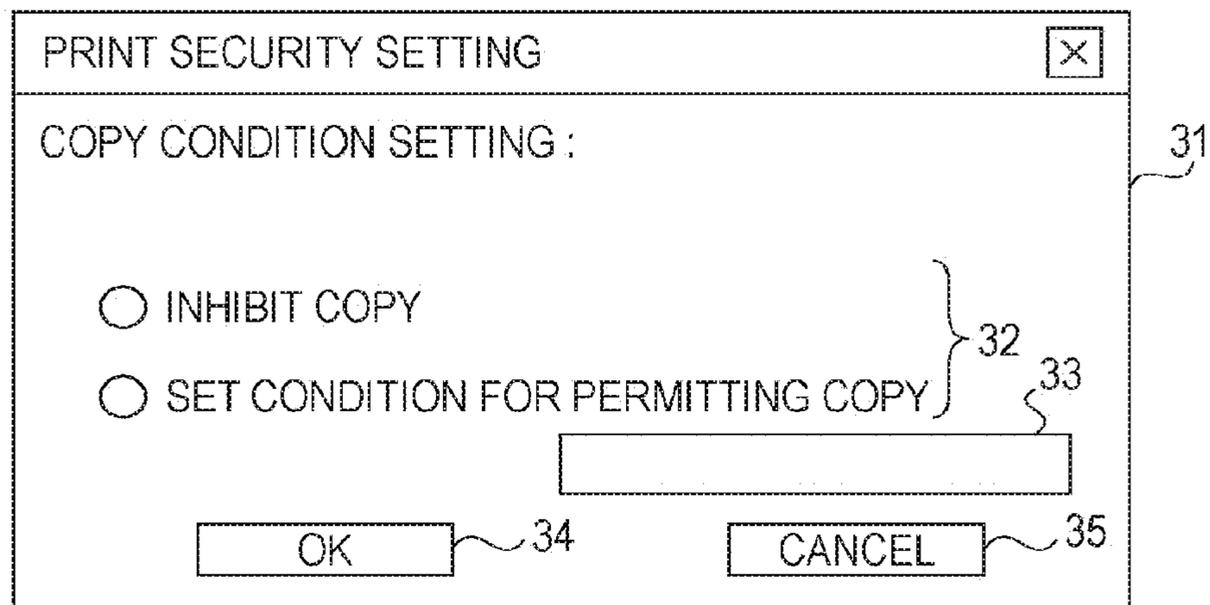 PRINT SECURITY SETTING
COPY CONDITION SETTING :
31
INHIBIT COPY
32
SET CONDITION FOR PERMITTING COPY
33
OK
34
CANCEL
35